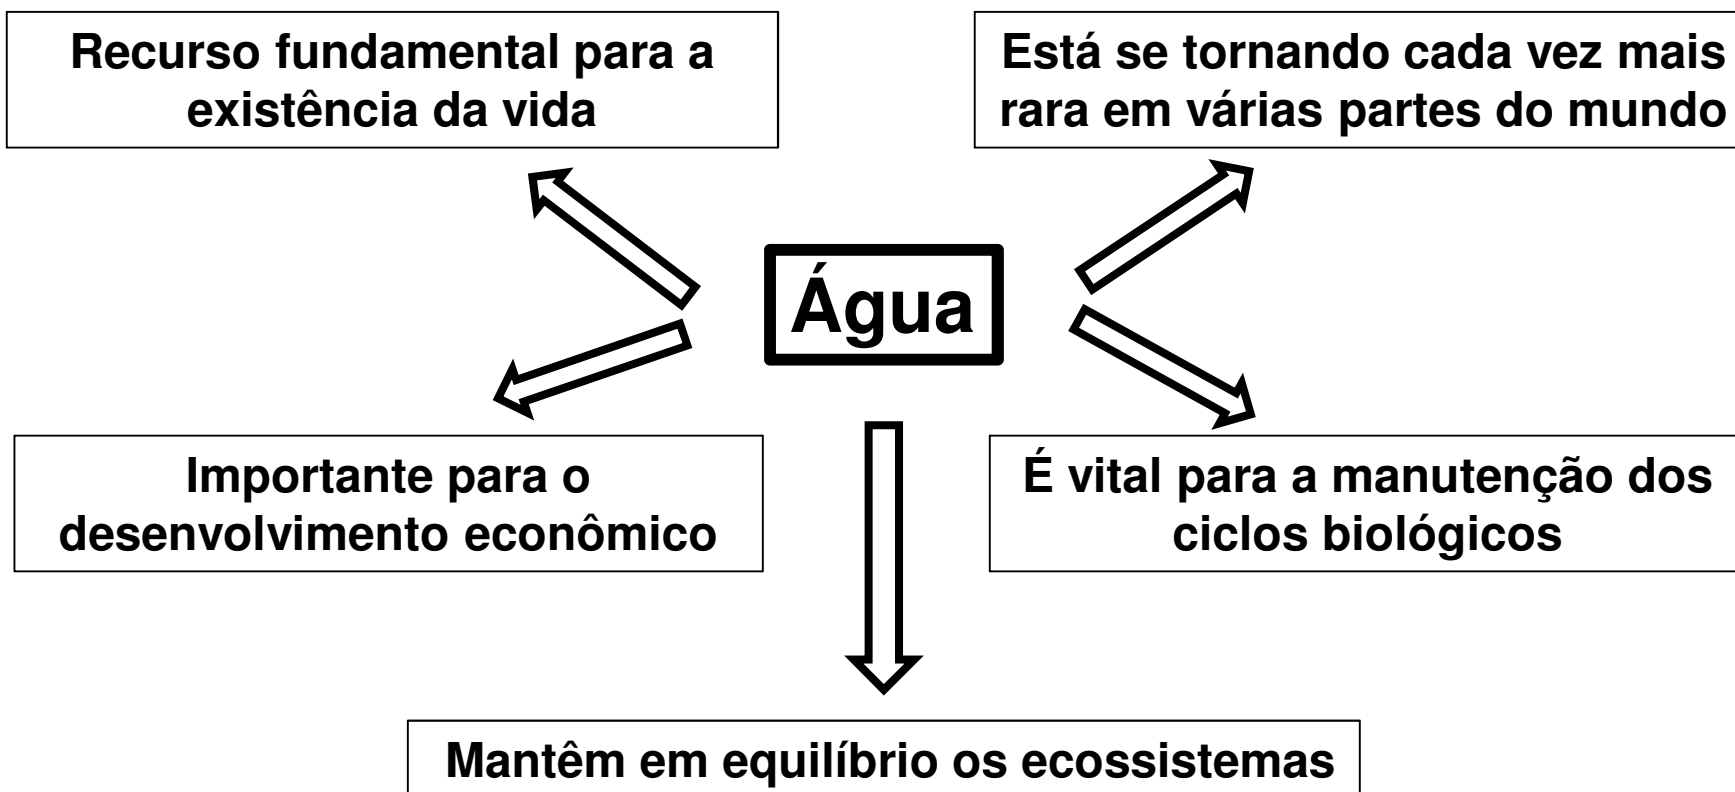 Recurso fundamental para a
existência da vida
Está se tornando cada vez mais
rara em várias partes do mundo
Água
Importante para o
desenvolvimento econômico
É vital para a manutenção dos
ciclos biológicos
Mantêm em equilíbrio os ecossistemas